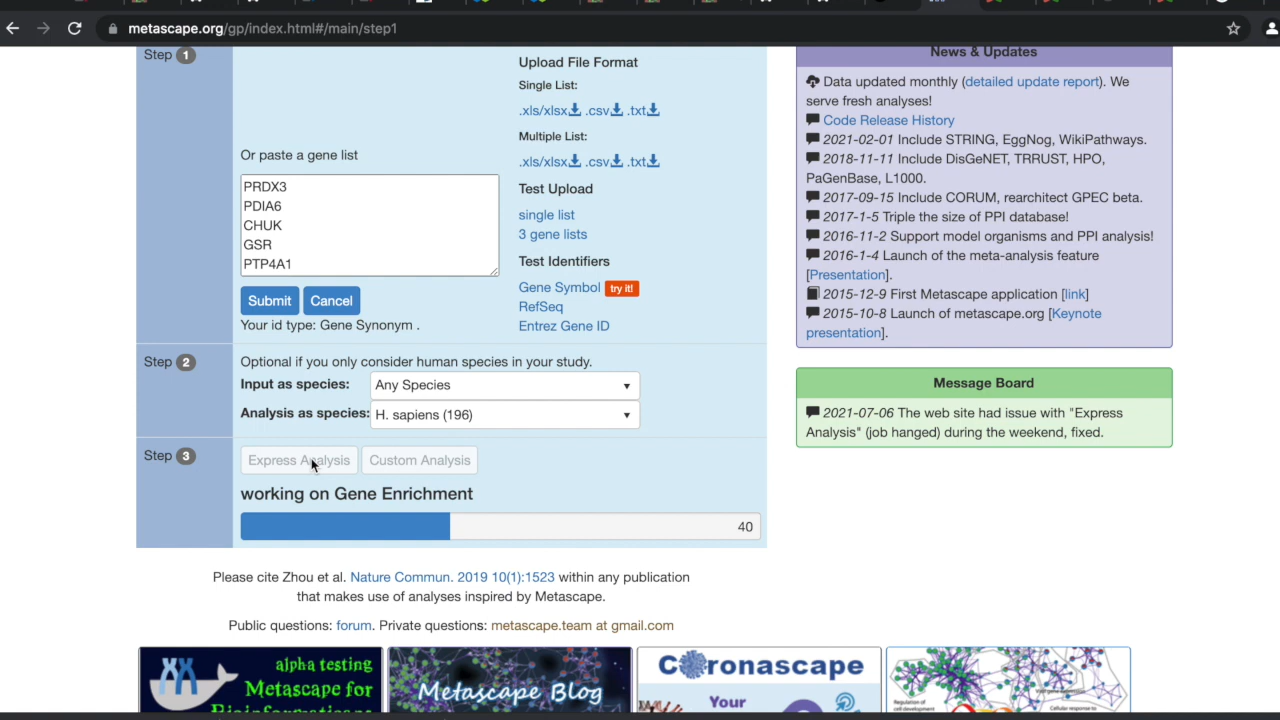 metascape.org/gp/index.html#/main/step1
Step 1
Upload File Format
Single List:
.xls/xlsx .csv .txt
Multiple List:
.xls/xlsx .csv .txt
Or paste a gene list
PRDX3
PDIA6
CHUK
GSR
PTP4A1
Test Upload
single list
3 gene lists
Test Identifiers
Gene Symbol try it!
RefSeq
Entrez Gene ID
Submit Cancel
Your id type: Gene Synonym .
Step 2
Optional if you only consider human species in your study.
Input as species: Any Species
Analysis as species: H. sapiens (196)
Step 3
Express Analysis Custom Analysis
working on Gene Enrichment
40
News & Updates
Data updated monthly (detailed update report). We
serve fresh analyses!
Code Release History
2021-02-01 Include STRING, EggNog, WikiPathways.
2018-11-11 Include DisGeNET, TRRUST, HPO,
PaGenBase, L1000.
2017-09-15 Include CORUM, rearchitect GPEC beta.
2017-1-5 Triple the size of PPI database!
2016-11-2 Support model organisms and PPI analysis!
2016-1-4 Launch of the meta-analysis feature
[Presentation].
2015-12-9 First Metascape application [link]
2015-10-8 Launch of metascape.org [Keynote
presentation].
Message Board
2021-07-06 The web site had issue with "Express
Analysis" (job hanged) during the weekend, fixed.
Please cite Zhou et al. Nature Commun. 2019 10(1):1523 within any publication
that makes use of analyses inspired by Metascape.
Public questions: forum. Private questions: metascape.team at gmail.com
alpha testing
Metascape for
Metascape Blog
Coronascape
Your